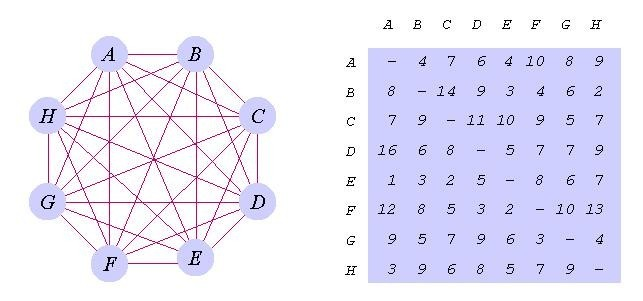 A B
H C
G D
F E
A B C D E F G H
A - 4 7 6 4 10 8 9
B 8 - 14 9 3 4 6 2
C 7 9 - 11 10 9 5 7
D 16 6 8 - 5 7 7 9
E 1 3 2 5 - 8 6 7
F 12 8 5 3 2 - 10 13
G 9 5 7 9 6 3 - 4
H 3 9 6 8 5 7 9 -